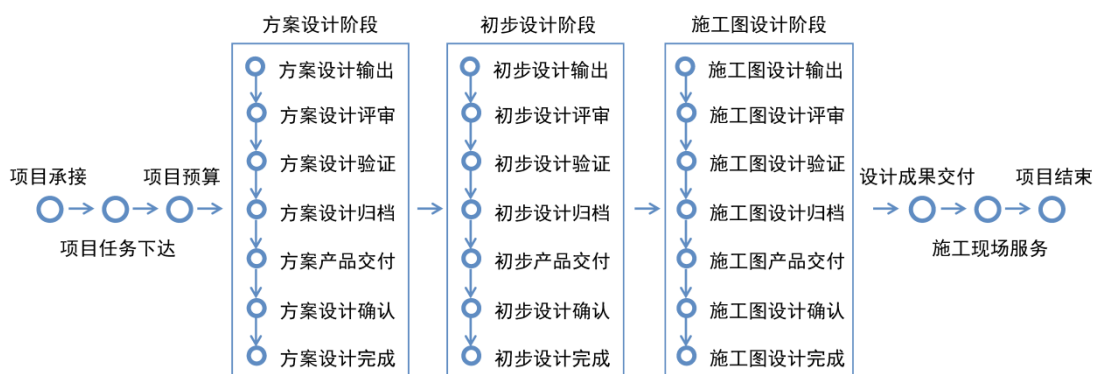 方案设计阶段
初步设计阶段
施工图设计阶段
项目承接
项目任务下达
项目预算
方案设计输出
方案设计评审
方案设计验证
方案设计归档
方案产品交付
方案设计确认
方案设计完成
初步设计输出
初步设计评审
初步设计验证
初步设计归档
初步产品交付
初步设计确认
初步设计完成
施工图设计输出
施工图设计评审
施工图设计验证
施工图设计归档
施工图产品交付
施工图设计确认
施工图设计完成
设计成果交付
施工现场服务
项目结束